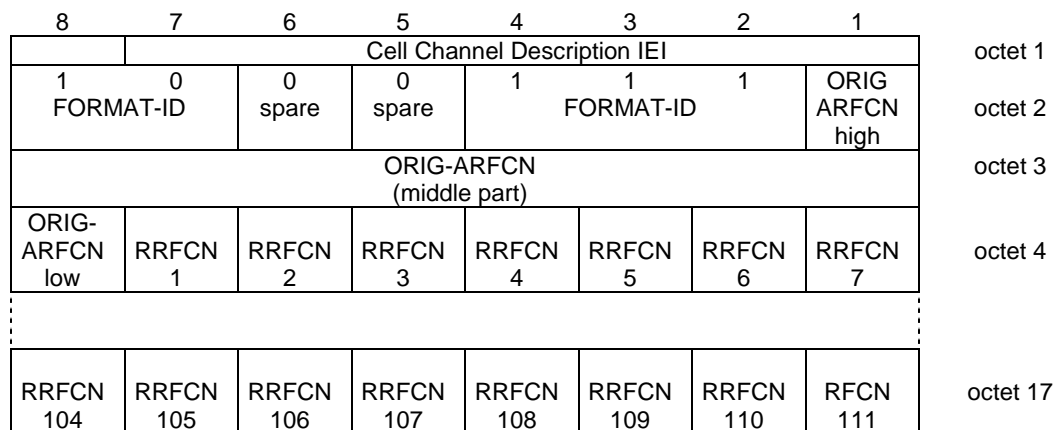 8 7 6 5 4 3 2 1
Cell Channel Description IEI octet 1
1 0 0 0 1 1 1 ORIG
FORMAT-ID spare spare FORMAT-ID ARFCN octet 2
high
ORIG-ARFCN octet 3
(middle part)
ORIG-
ARFCN RRFCN RRFCN RRFCN RRFCN RRFCN RRFCN RRFCN octet 4
low 1 2 3 4 5 6 7
RRFCN RRFCN RRFCN RRFCN RRFCN RRFCN RRFCN RFCN octet 17
104 105 106 107 108 109 110 111